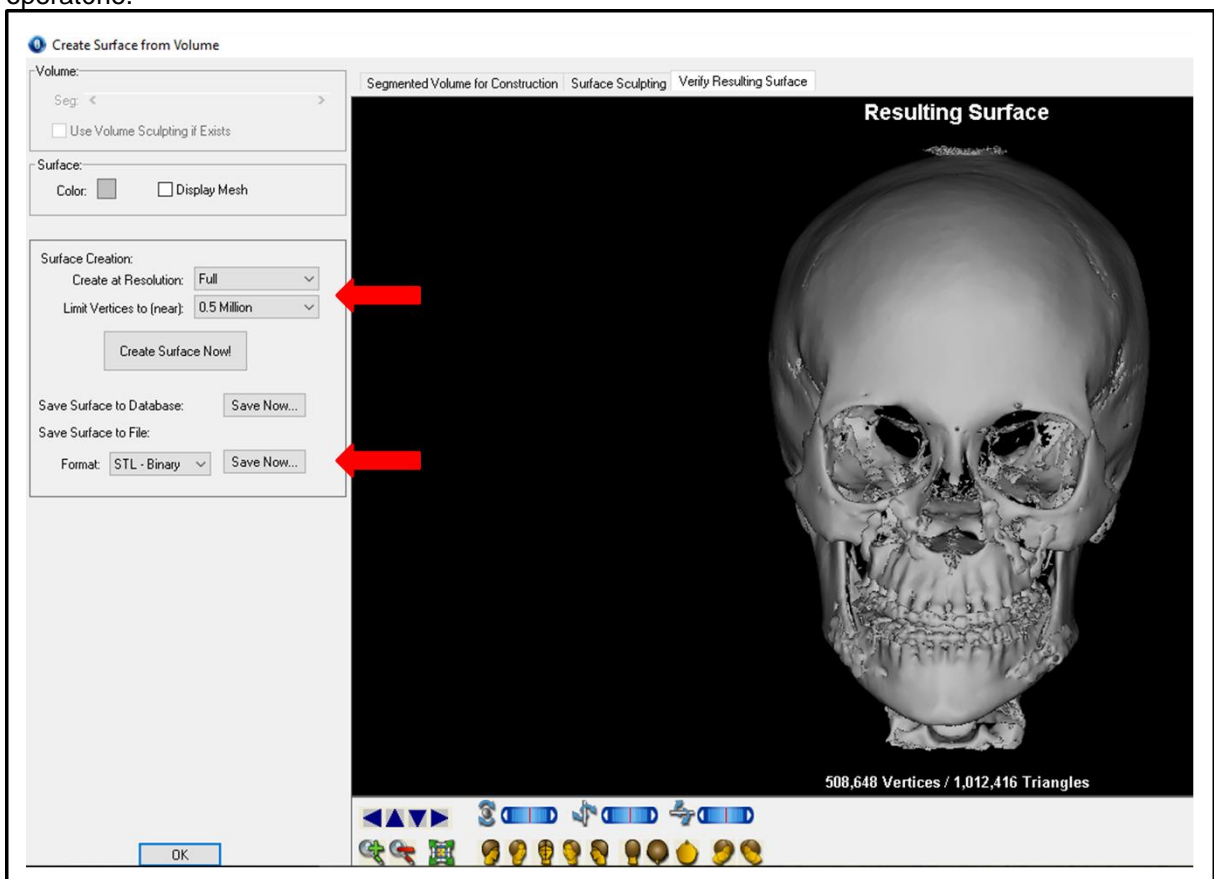 operatório.
Create Surface from Volume
Volume:
Seg:
Use Volume Sculpting if Exists
Surface:
Color:
Display Mesh
Surface Creation:
Create at Resolution: Full
Limit Vertices to (near): 0.5 Million
Create Surface Now!
Save Surface to Database: Save Now...
Save Surface to File:
Format: STL - Binary Save Now...
OK
Segmented Volume for Construction Surface Sculpting Verify Resulting Surface
Resulting Surface
508,648 Vertices / 1,012,416 Triangles